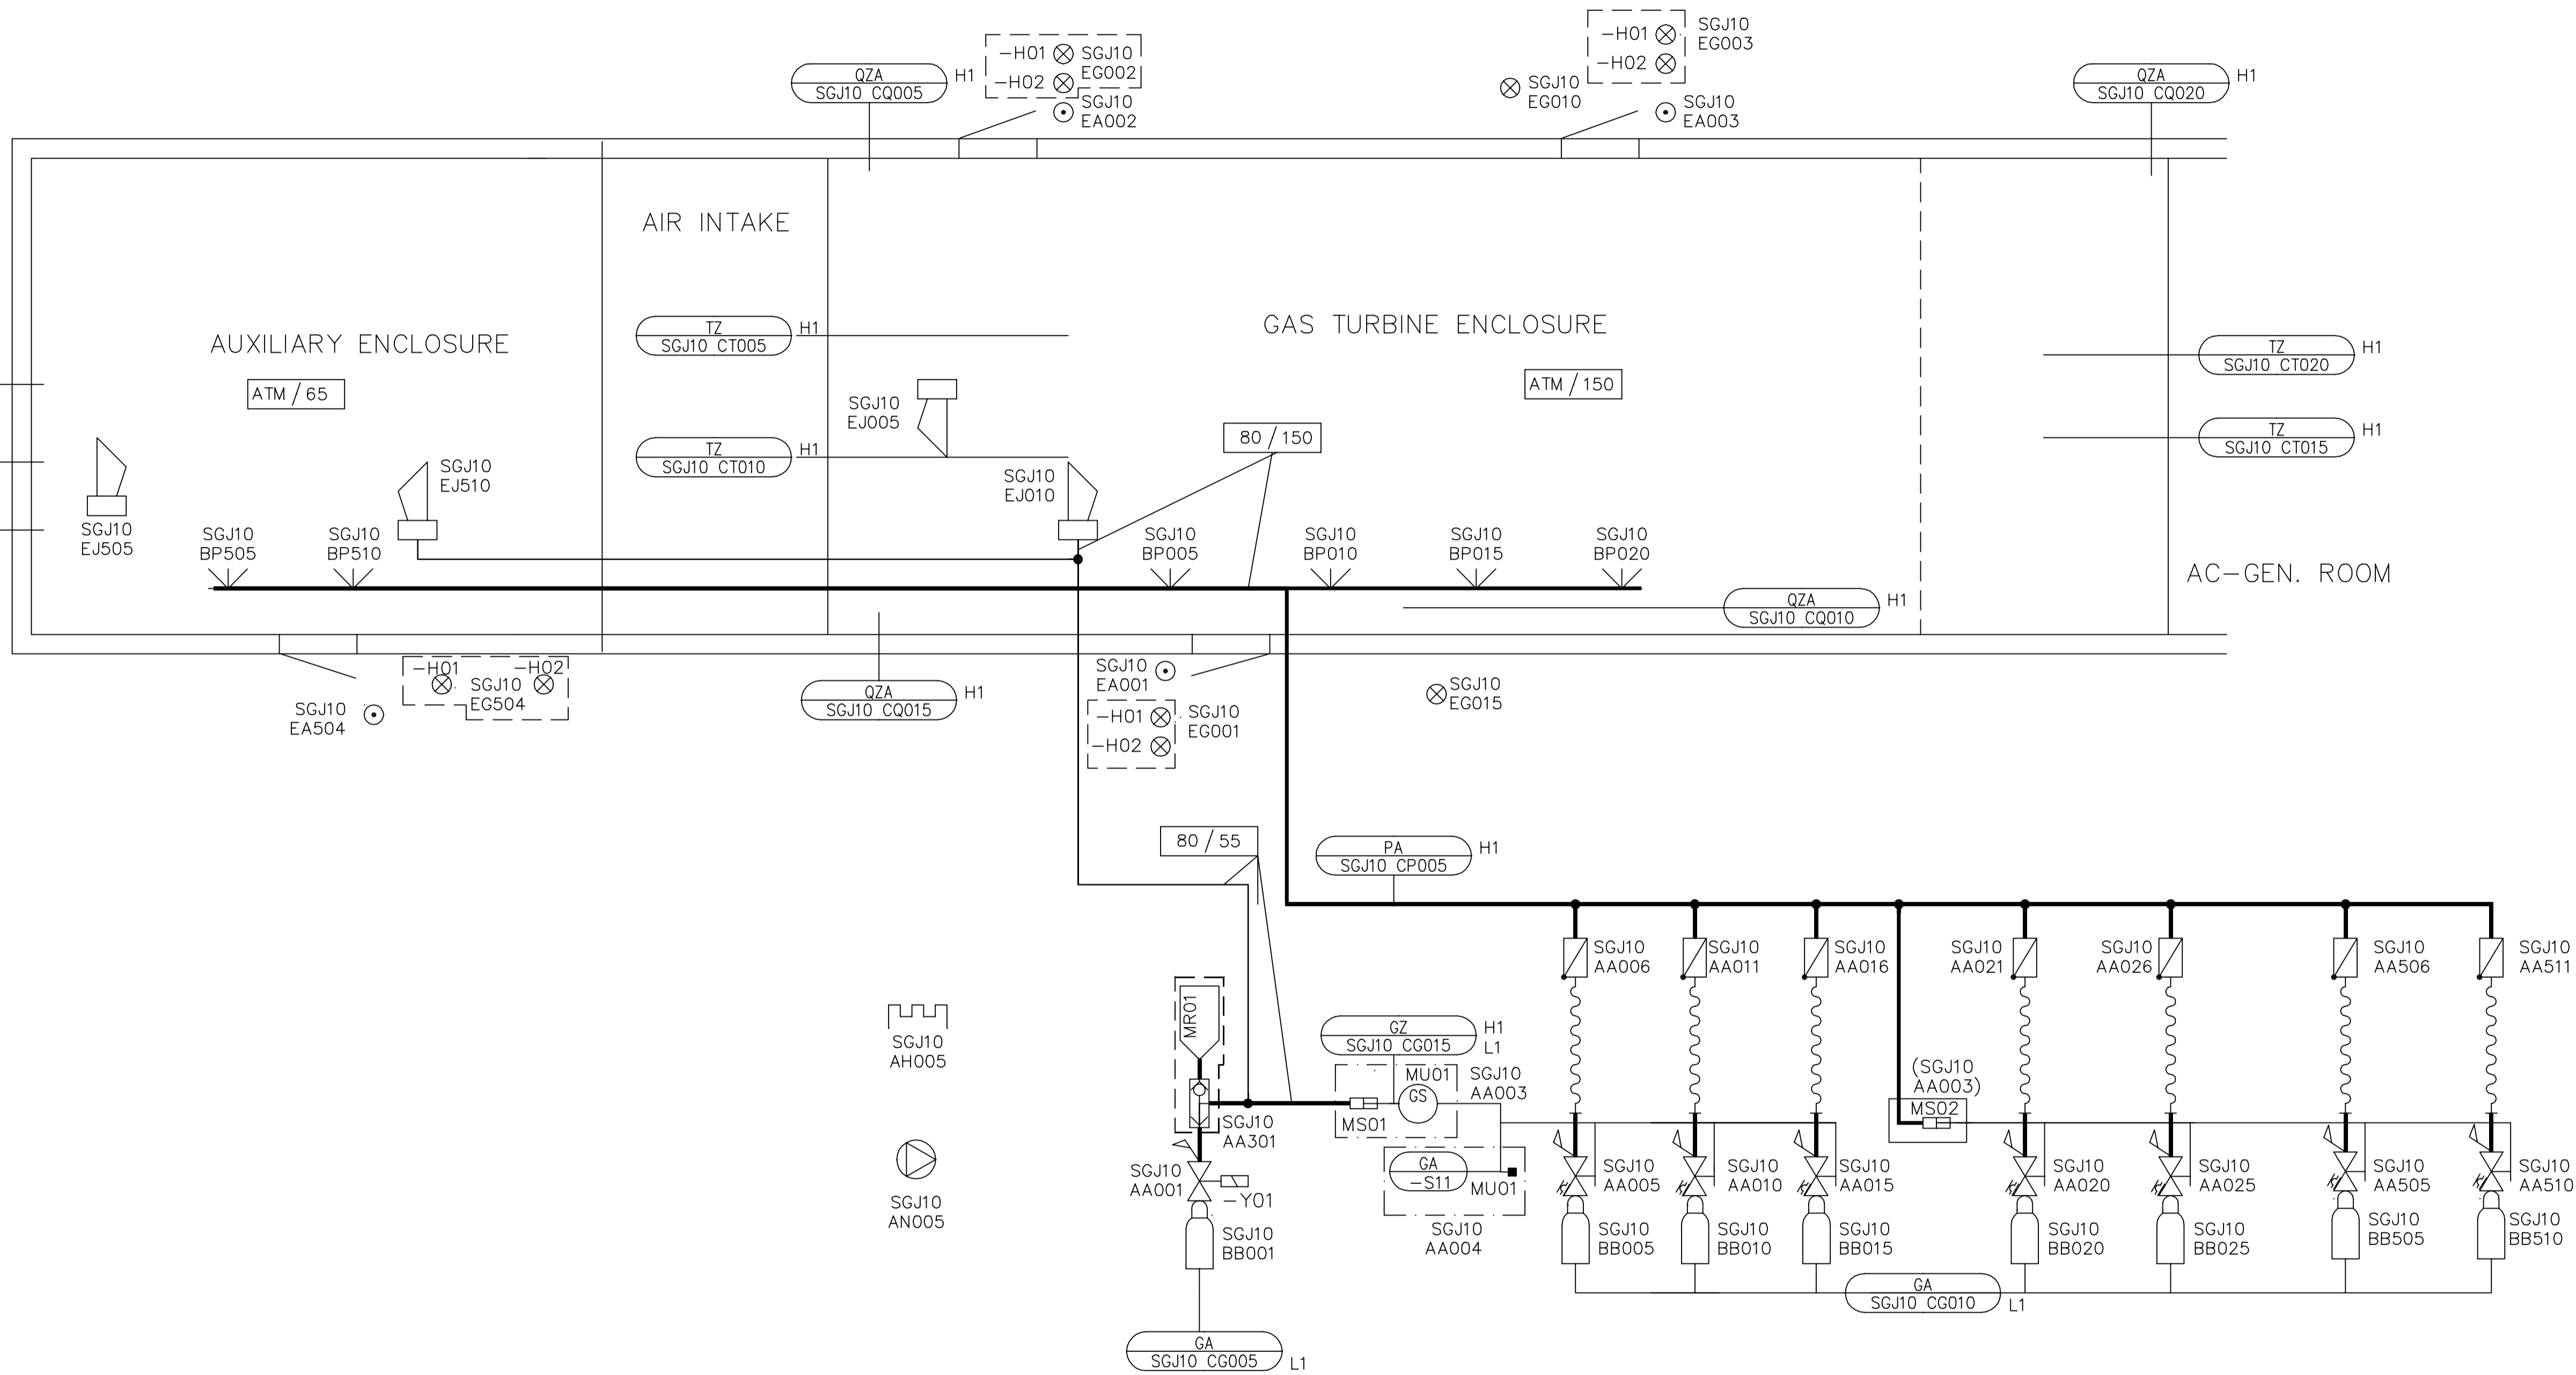 -H01
SGJ10
EG002
-H02
SGJ10
EA002
QZA
SGJ10 CQ005
H1
-H01
-H02
SGJ10
EG003
SGJ10
EG010
SGJ10
EA003
QZA
SGJ10 CQ020
H1
AIR INTAKE
AUXILIARY ENCLOSURE
ATM / 65
TZ
SGJ10 CT005
H1
GAS TURBINE ENCLOSURE
ATM / 150
TZ
SGJ10 CT020
H1
SGJ10
EJ005
TZ
SGJ10 CT010
H1
80 / 150
TZ
SGJ10 CT015
H1
SGJ10
EJ505
SGJ10
EJ510
SGJ10
EJ010
SGJ10
BP505
SGJ10
BP510
SGJ10
BP005
SGJ10
BP010
SGJ10
BP015
SGJ10
BP020
AC-GEN. ROOM
QZA
SGJ10 CQ010
H1
-H01
-H02
SGJ10
EG504
SGJ10
EA504
QZA
SGJ10 CQ015
H1
SGJ10
EA001
-H01
-H02
SGJ10
EG001
SGJ10
EG015
80 / 55
PA
SGJ10 CP005
H1
SGJ10
AA006
SGJ10
AA011
SGJ10
AA016
SGJ10
AA021
SGJ10
AA026
SGJ10
AA506
SGJ10
AA511
MR01
SGJ10
AH005
GZ
SGJ10 CG015
H1
L1
MU01
GS
SGJ10
AA003
MS01
(SGJ10
AA003)
MS02
SGJ10
AA301
SGJ10
AN005
SGJ10
AA001
-Y01
GA
-S11
MU01
SGJ10
AA004
SGJ10
AA005
SGJ10
AA010
SGJ10
AA015
SGJ10
AA020
SGJ10
AA025
SGJ10
AA505
SGJ10
AA510
SGJ10
BB001
SGJ10
BB005
SGJ10
BB010
SGJ10
BB015
SGJ10
BB020
SGJ10
BB025
SGJ10
BB505
SGJ10
BB510
GA
SGJ10 CG010
L1
GA
SGJ10 CG005
L1